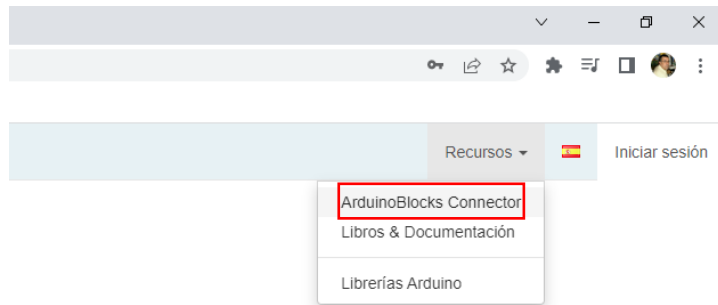 Recursos Iniciar sesión
ArduinoBlocks Connector
Libros & Documentación
Librerías Arduino